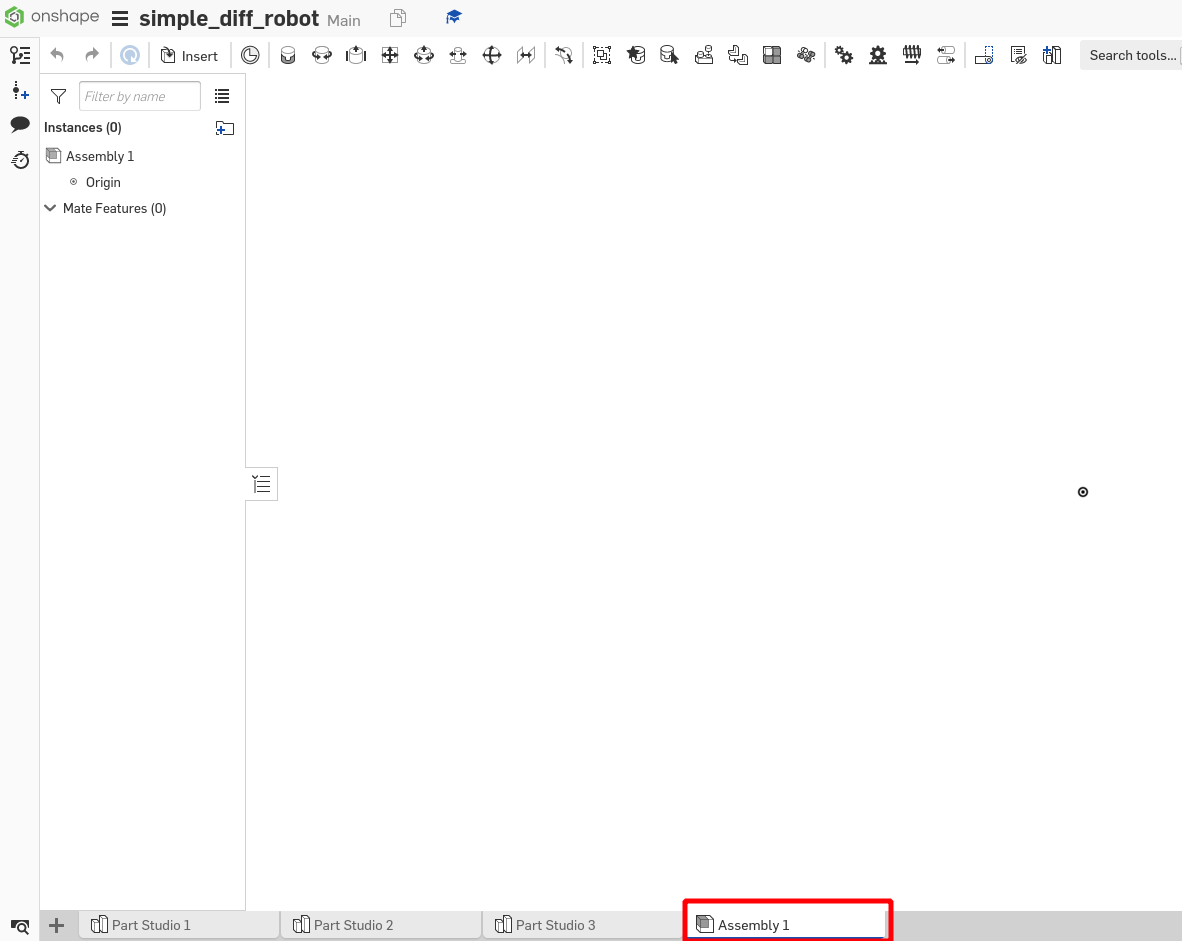 onshape simple_diff_robot Main
Insert Search tools...
Filter by name
Instances (0)
Assembly 1
Origin
Mate Features (0)
Part Studio 1 Part Studio 2 Part Studio 3 Assembly 1